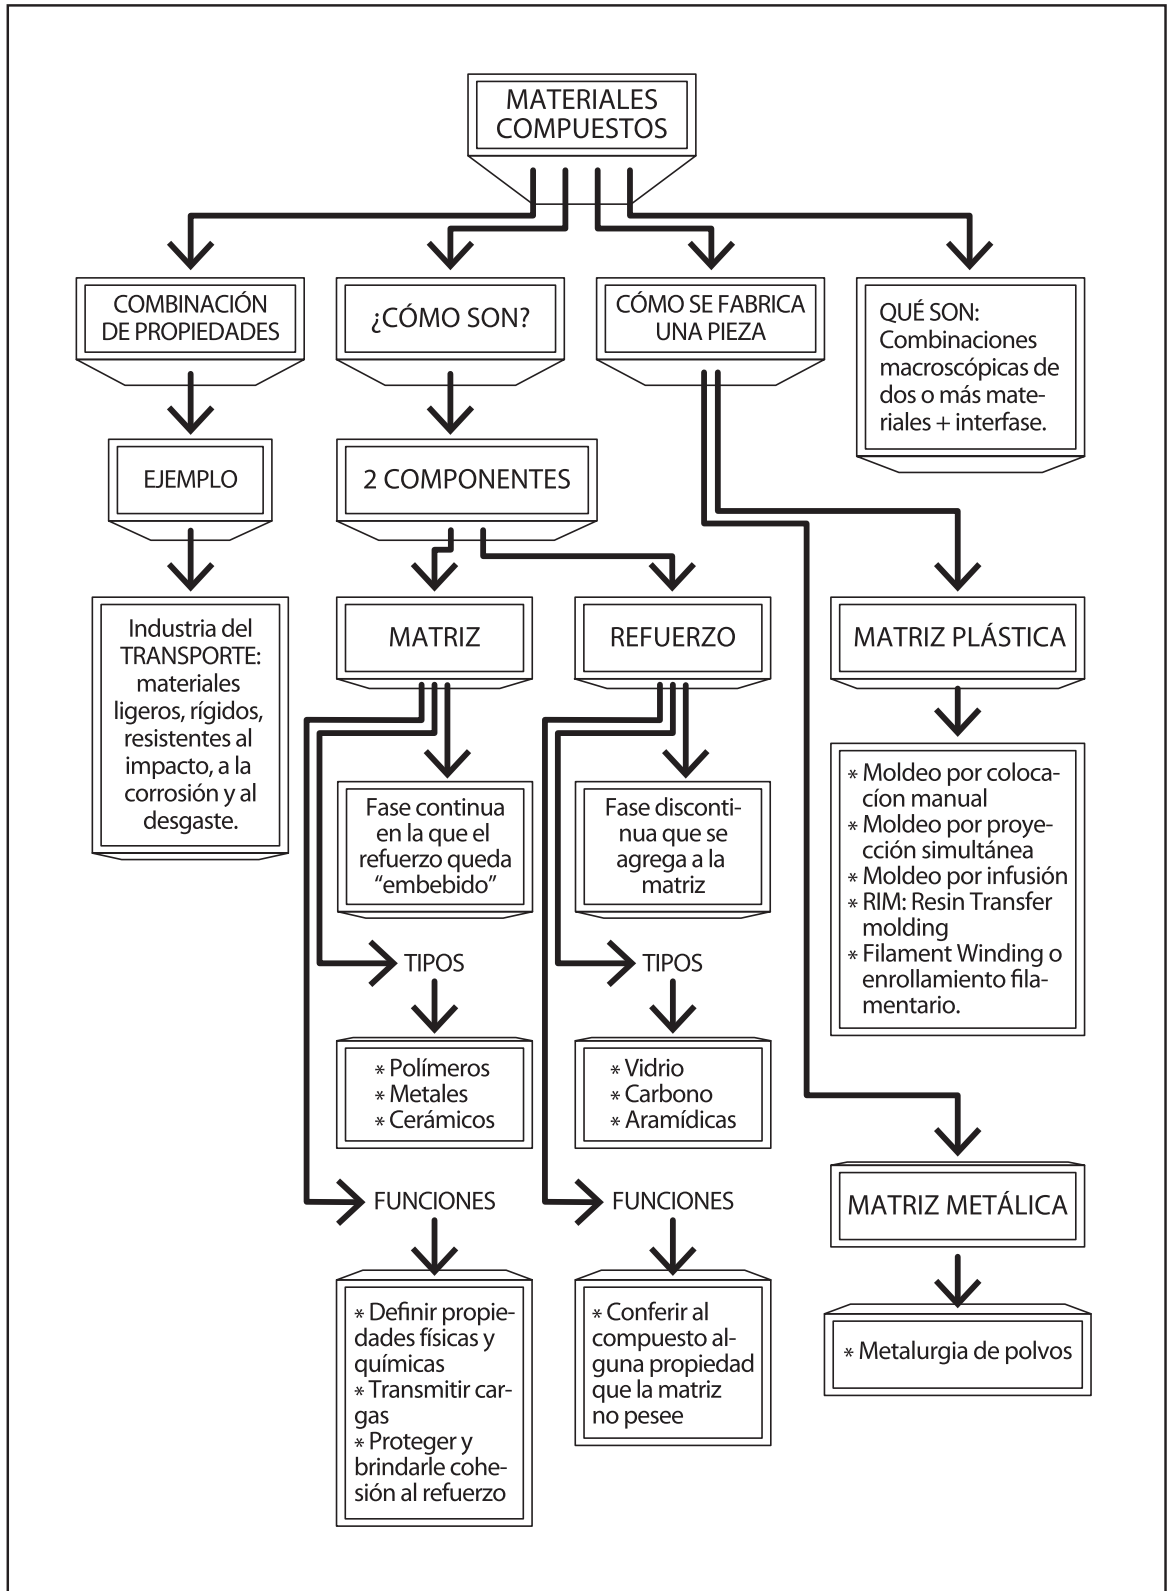 MATERIALES
COMPUESTOS
COMBINACIÓN
DE PROPIEDADES
¿CÓMO SON?
CÓMO SE FABRICA
UNA PIEZA
QUÉ SON:
Combinaciones
macroscópicas de
dos o más mate-
riales + interfase.
EJEMPLO
2 COMPONENTES
Industria del
TRANSPORTE:
materiales
ligeros, rígidos,
resistentes al
impacto, a la
corrosión y al
desgaste.
MATRIZ
REFUERZO
MATRIZ PLÁSTICA
Fase continua
en la que el
refuerzo queda
“embebido”
Fase disconti-
nua que se
agrega a la
matriz
* Moldeo por coloca-
cíon manual
* Moldeo por proye-
cción simultánea
* Moldeo por infusión
* RIM: Resin Transfer
molding
* Filament Winding o
enrollamiento fila-
mentario.
TIPOS
TIPOS
* Polímeros
* Metales
* Cerámicos
* Vidrio
* Carbono
* Aramídicas
FUNCIONES
FUNCIONES
MATRIZ METÁLICA
* Definir propie-
dades físicas y
químicas
* Transmitir car-
gas
* Proteger y
brindarle cohe-
sión al refuerzo
* Conferir al
compuesto al-
guna propiedad
que la matriz
no pesee
* Metalurgia de polvos